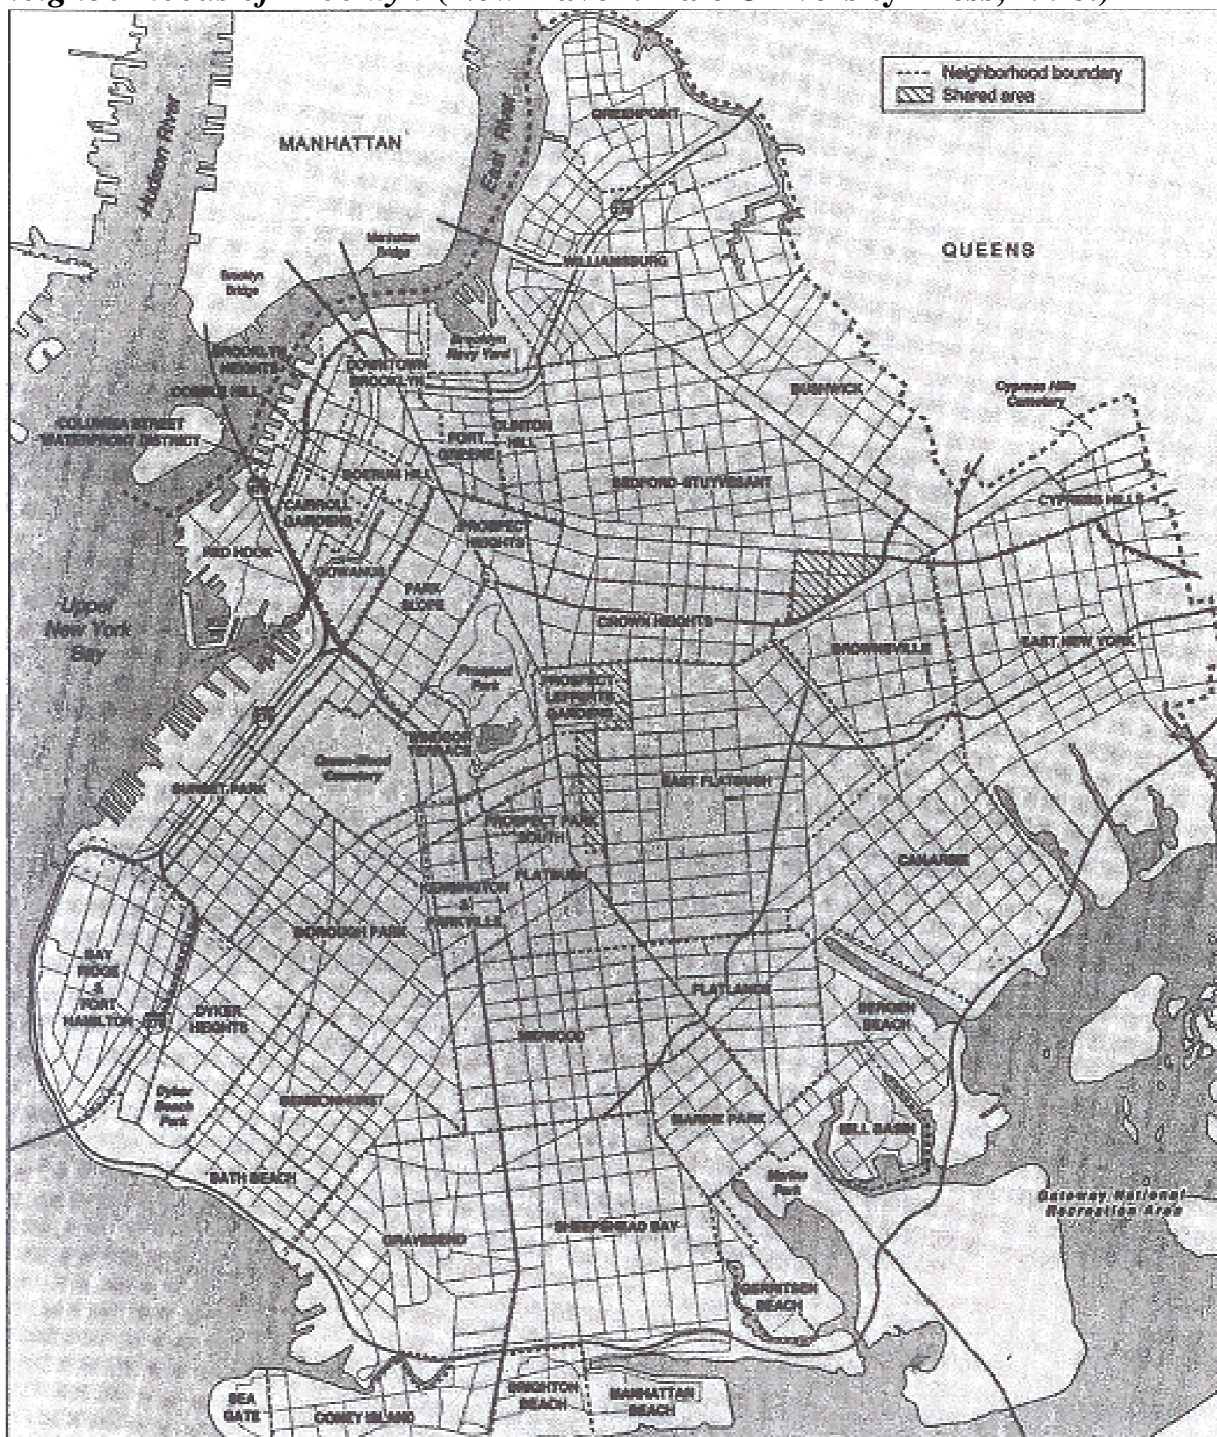 Neighborhood boundary
Shared area
GREENPOINT
MANHATTAN
Hudson River
East River
QUEENS
Manhattan
Bridge
Brooklyn
Bridge
WILLIAMSBURG
Brooklyn
Navy Yard
BROOKLYN
HEIGHTS
DOWNTOWN
BROOKLYN
COBBLE HILL
BUSHWICK
Cypress Hills
Cemetery
COLUMBIA STREET
WATERFRONT DISTRICT
CLINTON
HILL
FORT
GREENE
BOERUM HILL
BEDFORD-STUYVESANT
CYPRESS HILLS
CARROLL
GARDENS
PROSPECT
HEIGHTS
RED HOOK
GOWANUS
PARK
SLOPE
Upper
New York
Bay
CROWN HEIGHTS
BROWNSVILLE
EAST NEW YORK
Prospect
Park
PROSPECT
LEFFERTS
GARDENS
WINDSOR
TERRACE
Green-Wood
Cemetery
SUNSET PARK
EAST FLATBUSH
PROSPECT PARK
SOUTH
CANARSIE
FLATBUSH
KENSINGTON
&
PARKVILLE
BOROUGH PARK
BAY
RIDGE
&
FORT
HAMILTON
DYKER
HEIGHTS
FLATLANDS
BERGEN
BEACH
MIDWOOD
Dyker
Beach
Park
BENSONHURST
MARINE PARK
MILL BASIN
BATH BEACH
Marine
Park
Gateway National
Recreation Area
GRAVESEND
SHEEPSHEAD BAY
GERRITSEN
BEACH
SEA
GATE
CONEY ISLAND
BRIGHTON
BEACH
MANHATTAN
BEACH